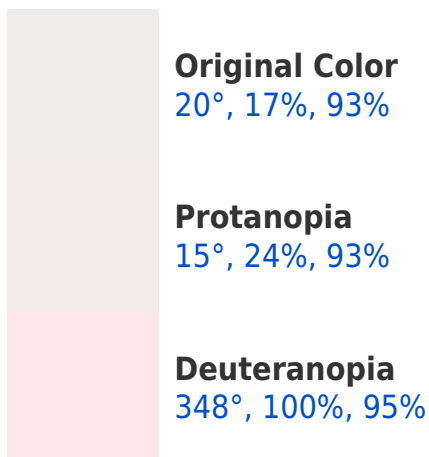 Original Color
20°, 17%, 93%
Protanopia
15°, 24%, 93%
Deuteranopia
348°, 100%, 95%